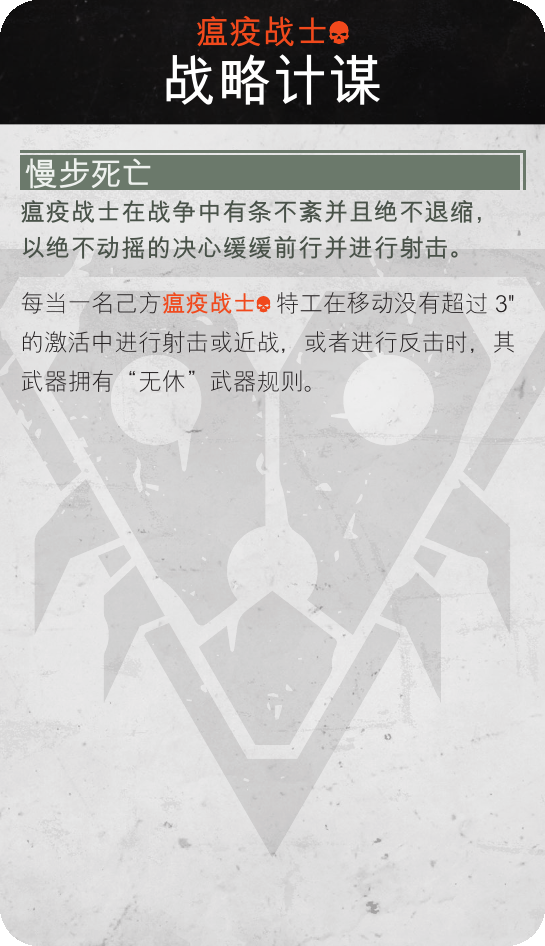 瘟疫战士
战略计谋
慢步死亡
瘟疫战士在战争中有条不紊并且绝不退缩，
以绝不动摇的决心缓缓前行并进行射击。
每当一名己方瘟疫战士 特工在移动没有超过 3"
的激活中进行射击或近战，或者进行反击时，其
武器拥有“无休”武器规则。